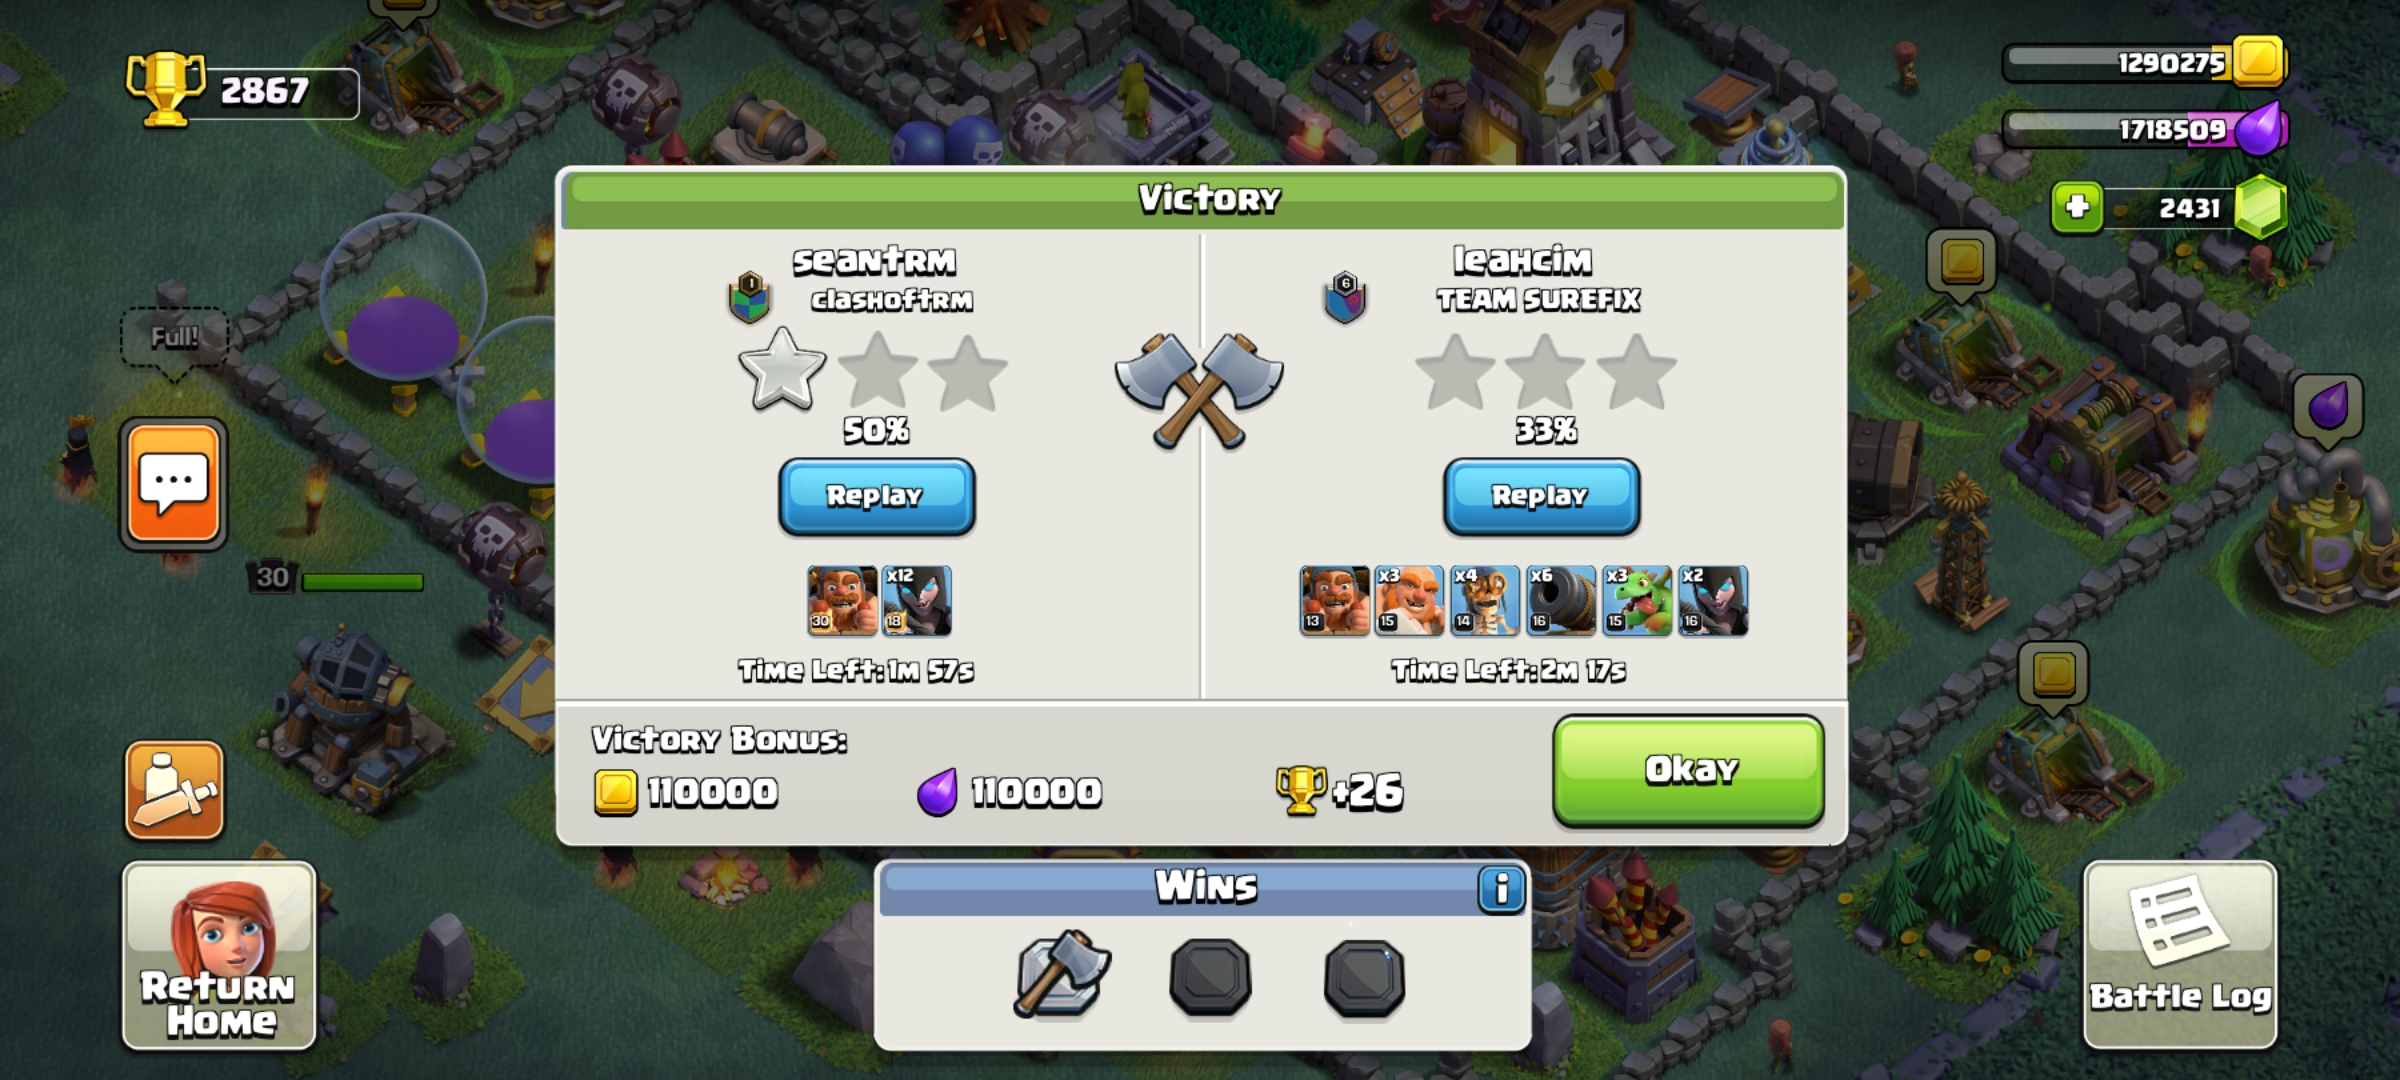 2867
1290275
1718509
2431
Full!
30
Victory
seantrm
clashoftrm
1
50%
Replay
30
x12
18
Time Left:1m 57s
leahcim
TEAM SUREFIX
6
33%
Replay
13
x3
15
x4
14
x6
16
x3
15
x2
16
Time Left:2m 17s
Victory Bonus:
110000
110000
+26
Okay
Wins
i
Return
Home
Battle Log